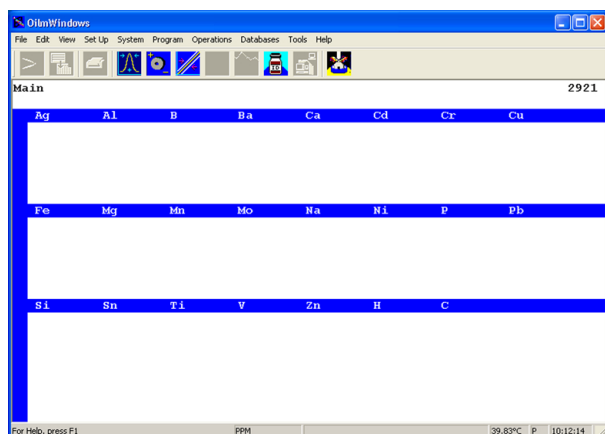 OilmWindows
File Edit View Set Up System Program Operations Databases Tools Help
Main 2921
Ag Al B Ba Ca Cd Cr Cu
Fe Mg Mn Mo Na Ni P Pb
Si Sn Ti V Zn H C
For Help, press F1 PPM 39.83°C P 10:12:14